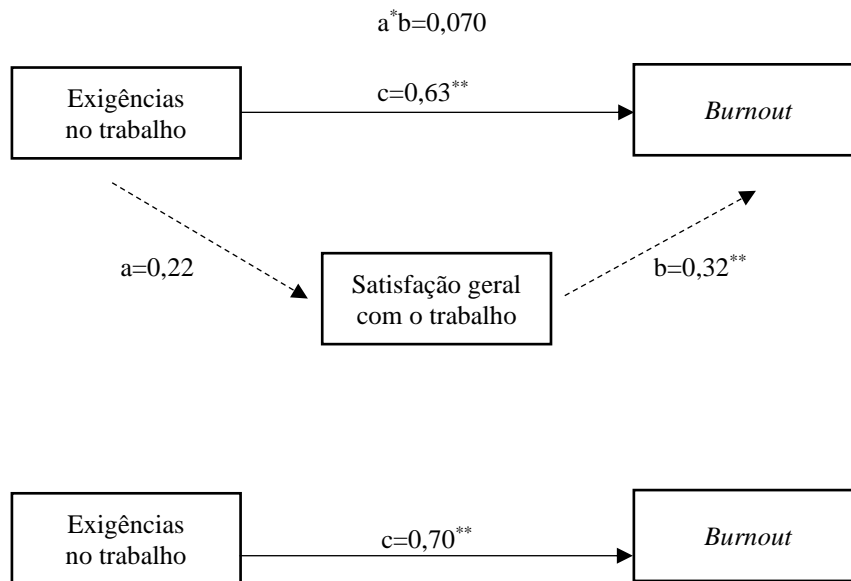 a*b=0,070
Exigências
no trabalho
c=0,63**
Burnout
a=0,22
Satisfação geral
com o trabalho
b=0,32**
Exigências
no trabalho
c=0,70**
Burnout